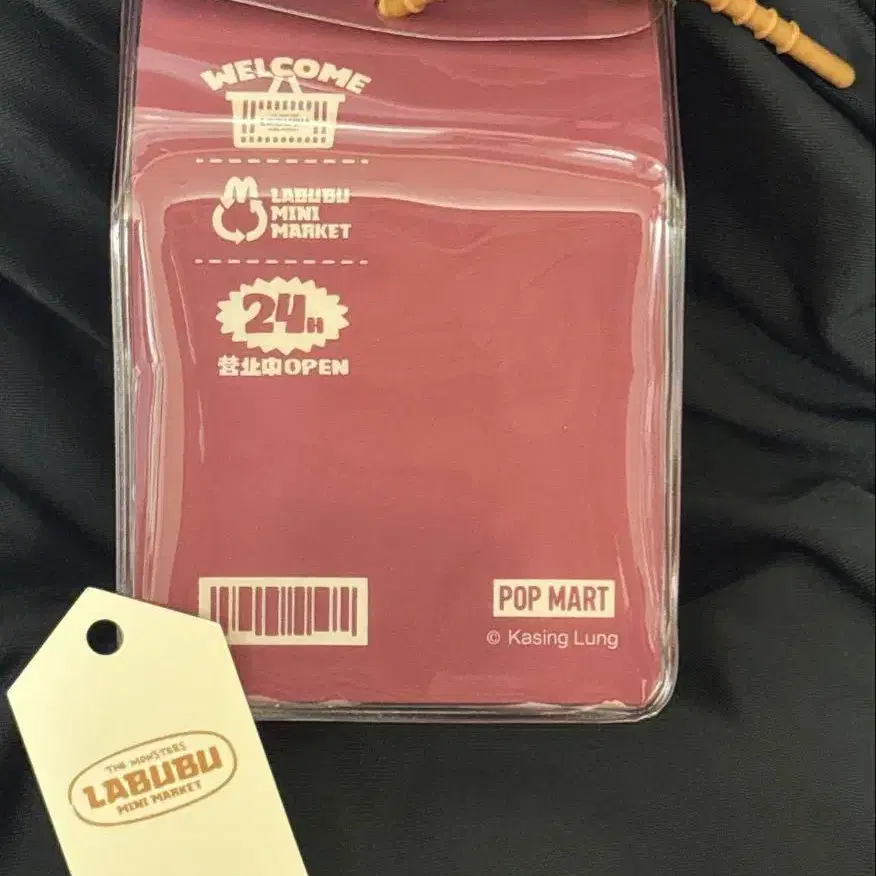 WELCOME
LABUBU
MINI
MARKET
24H
营业中OPEN
POP MART
© Kasing Lung
THE MONSTERS
LABUBU
MINI MARKET